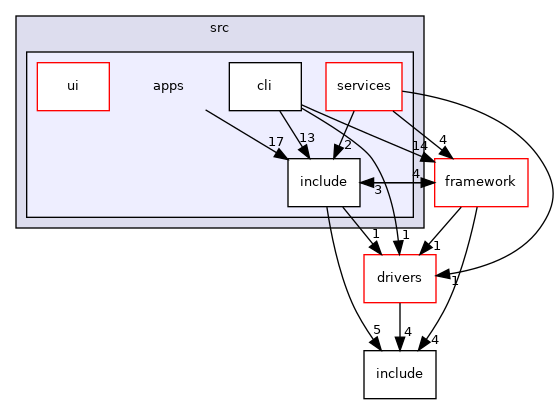 src
ui apps cli services
17 13 2 14 4
include 3 4 framework
1 1 1 1
drivers
5 4 4
include